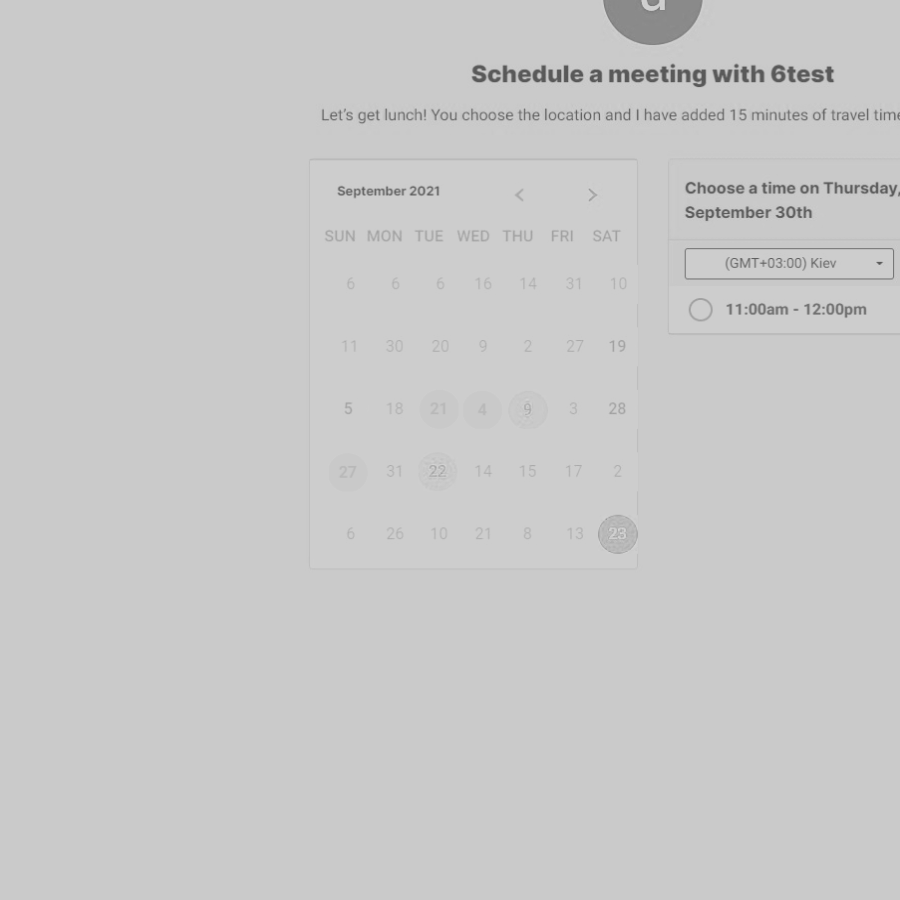 Schedule a meeting with 6test
Let's get lunch! You choose the location and I have added 15 minutes of travel time
September 2021
SUN MON TUE WED THU FRI SAT
6 6 6 16 14 31 10
11 30 20 9 2 27 19
5 18 21 4 9 3 28
27 31 22 14 15 17 2
6 26 10 21 8 13 23
Choose a time on Thursday,
September 30th
(GMT+03:00) Kiev
11:00am - 12:00pm